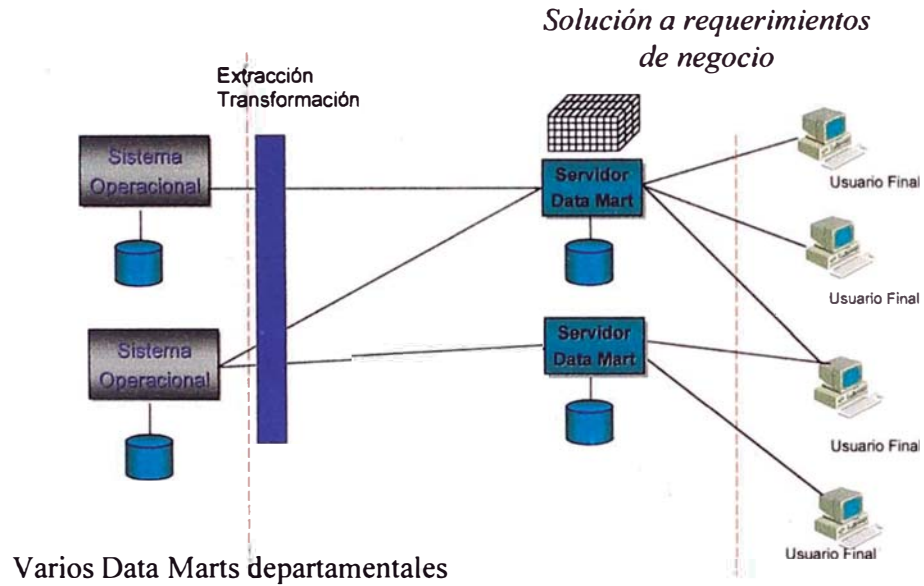 Solución a requerimientos
de negocio
Extracción
Transformación
Sistema
Operacional
Servidor
Data Mart
Usuario Final
Usuario Final
Sistema
Operacional
Servidor
Data Mart
Usuario Final
Usuario Final
Varios Data Marts departamentales